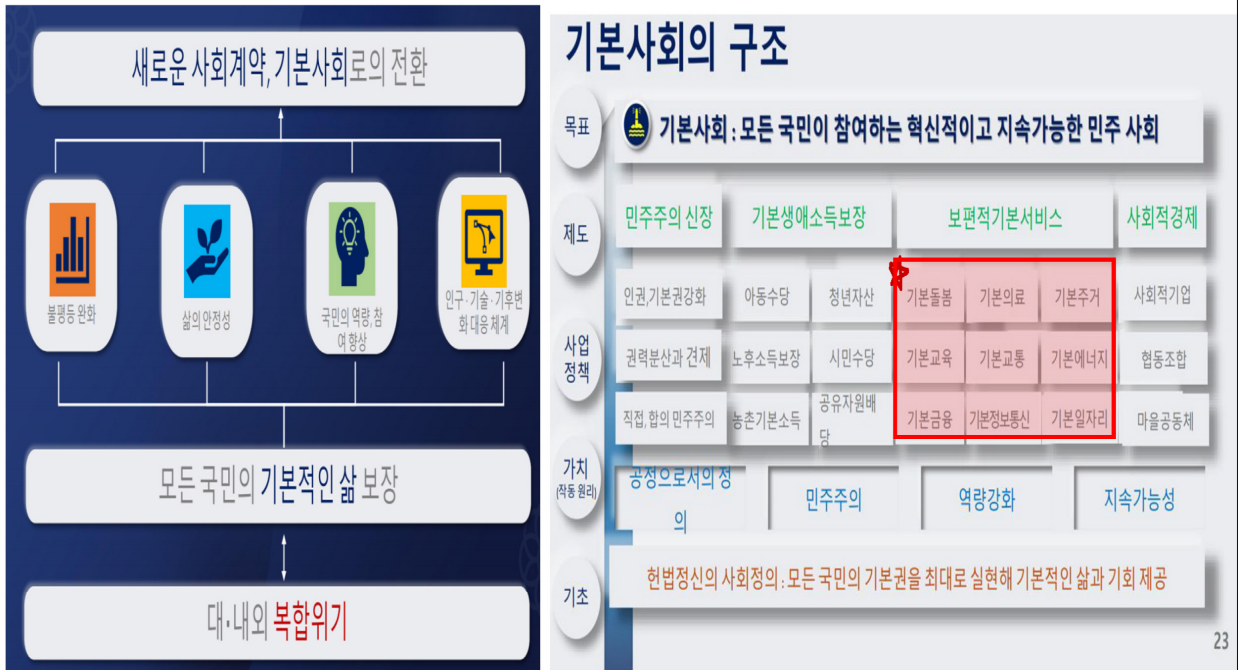 새로운 사회계약, 기본사회로의 전환
불평등 완화
삶의 안정성
국민의 역량, 참
여 향상
인구·기술·기후변
화 대응 체계
모든 국민의 기본적인 삶 보장
대·내외 복합위기
기본사회의 구조
목표
기본사회 : 모든 국민이 참여하는 혁신적이고 지속가능한 민주 사회
제도
민주주의 신장 기본생애소득보장 보편적기본서비스 사회적경제
사업
정책
인권,기본권강화 아동수당 청년자산 기본돌봄 기본의료 기본주거 사회적기업
권력분산과 견제 노후소득보장 시민수당 기본교육 기본교통 기본에너지 협동조합
직접, 합의 민주주의 농촌기본소득 공유자원배
당 기본금융 기본정보통신 기본일자리 마을공동체
가치
(작동 원리)
공정으로서의 정
의 민주주의 역량강화 지속가능성
기초
헌법정신의 사회정의 : 모든 국민의 기본권을 최대로 실현해 기본적인 삶과 기회 제공
23